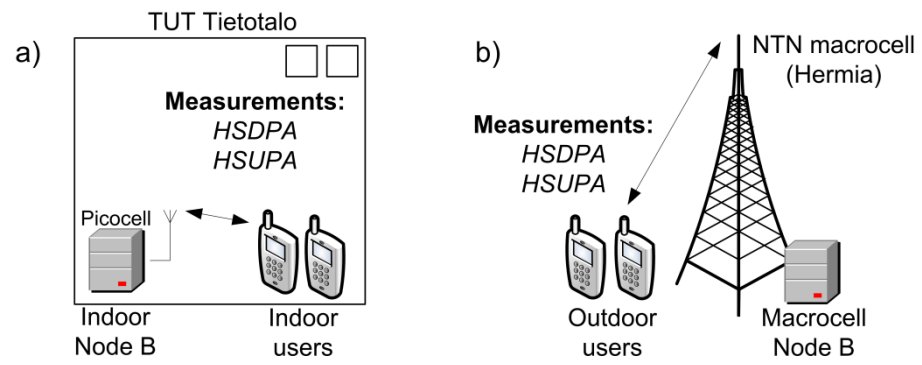 a)
TUT Tietotalo
Measurements:
HSDPA
HSUPA
Picocell
Indoor
Node B
Indoor
users
b)
NTN macrocell
(Hermia)
Measurements:
HSDPA
HSUPA
Outdoor
users
Macrocell
Node B